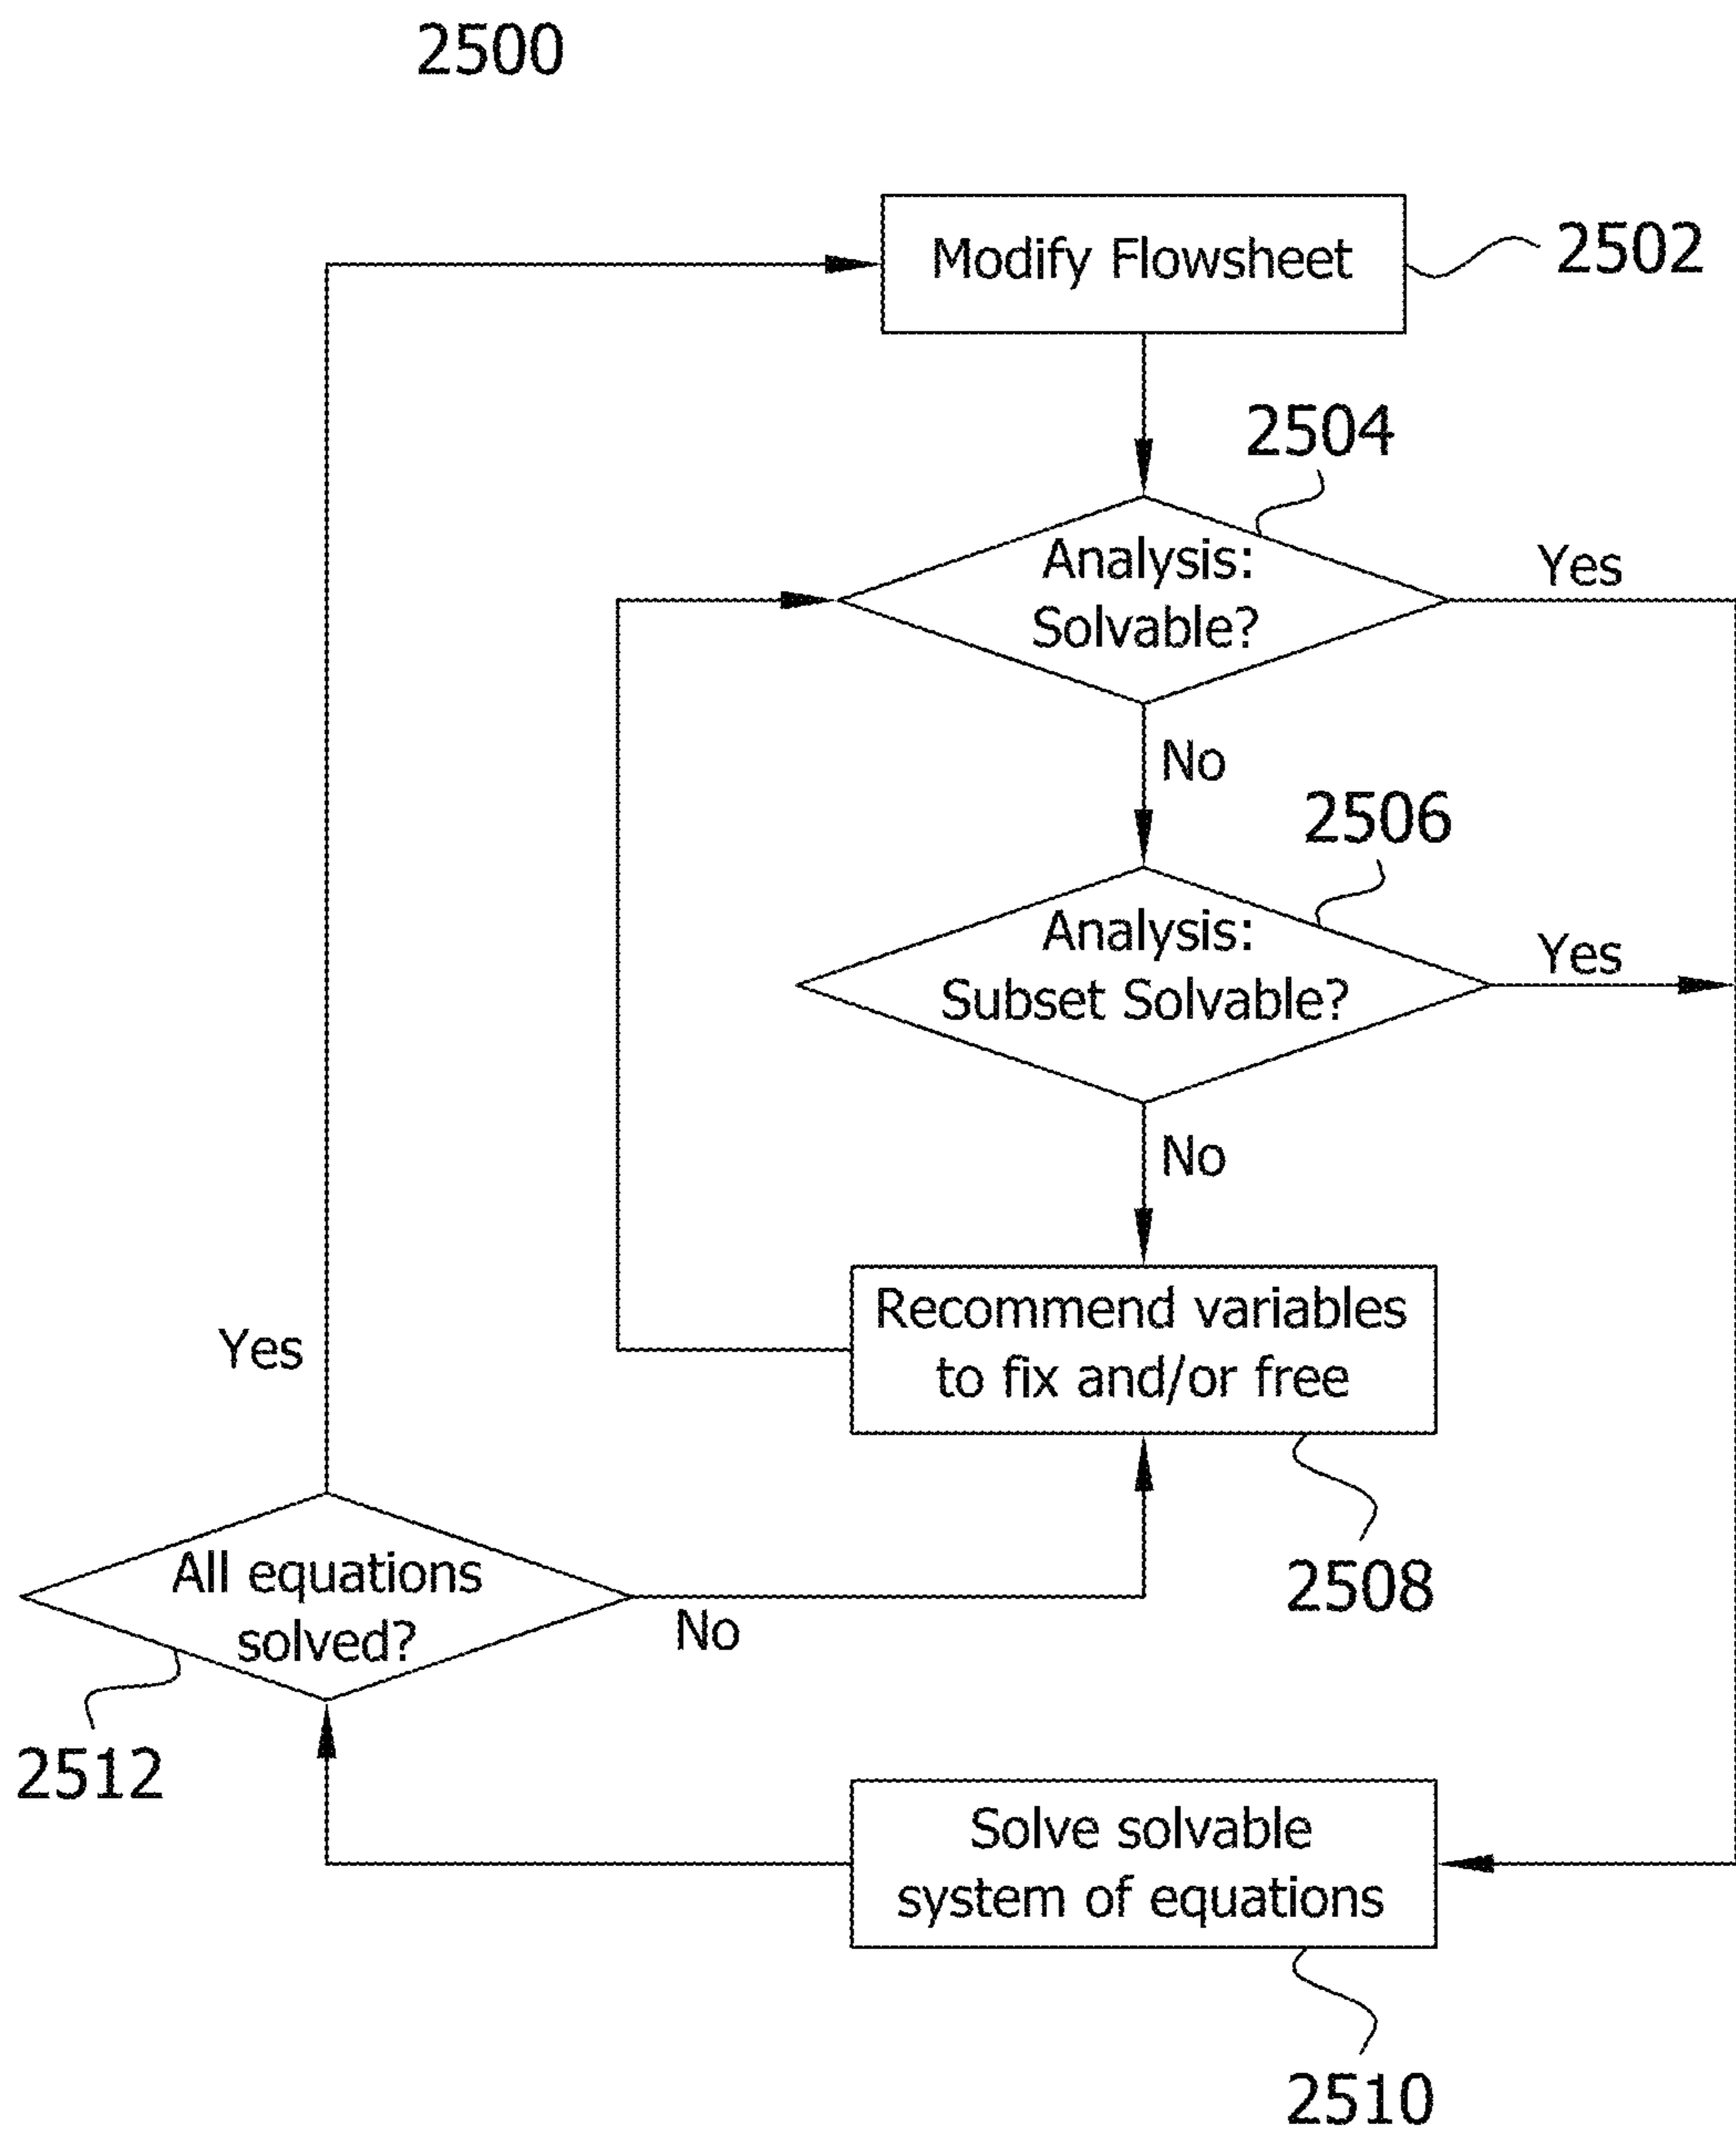 2500
Modify Flowsheet
2502
2504
Analysis:
Solvable?
Yes
No
2506
Analysis:
Subset Solvable?
Yes
No
Recommend variables
to fix and/or free
2508
Yes
All equations
solved?
No
2512
Solve solvable
system of equations
2510